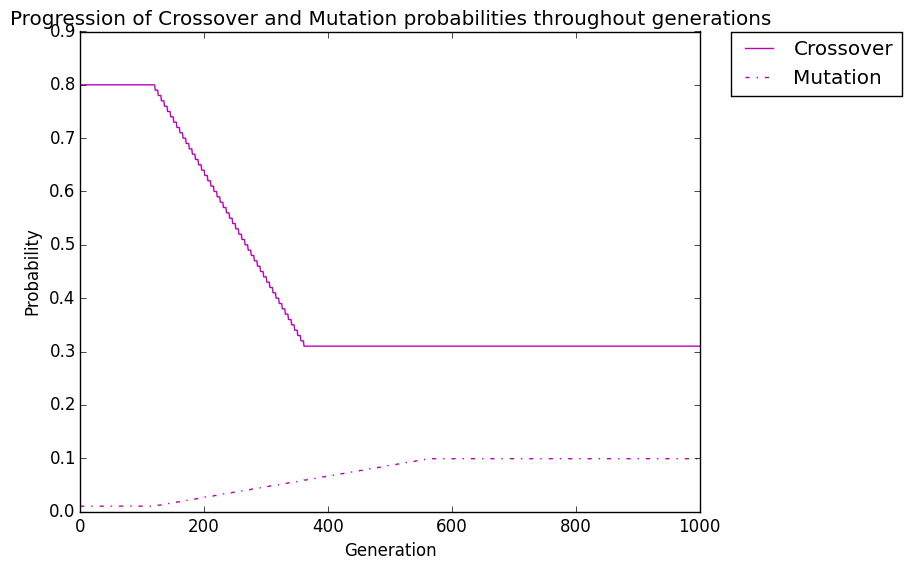 Progression of Crossover and Mutation probabilities throughout generations
Crossover
Mutation
0.9
0.8
0.7
0.6
0.5
0.4
0.3
0.2
0.1
0.0
Probability
0 200 400 600 800 1000
Generation